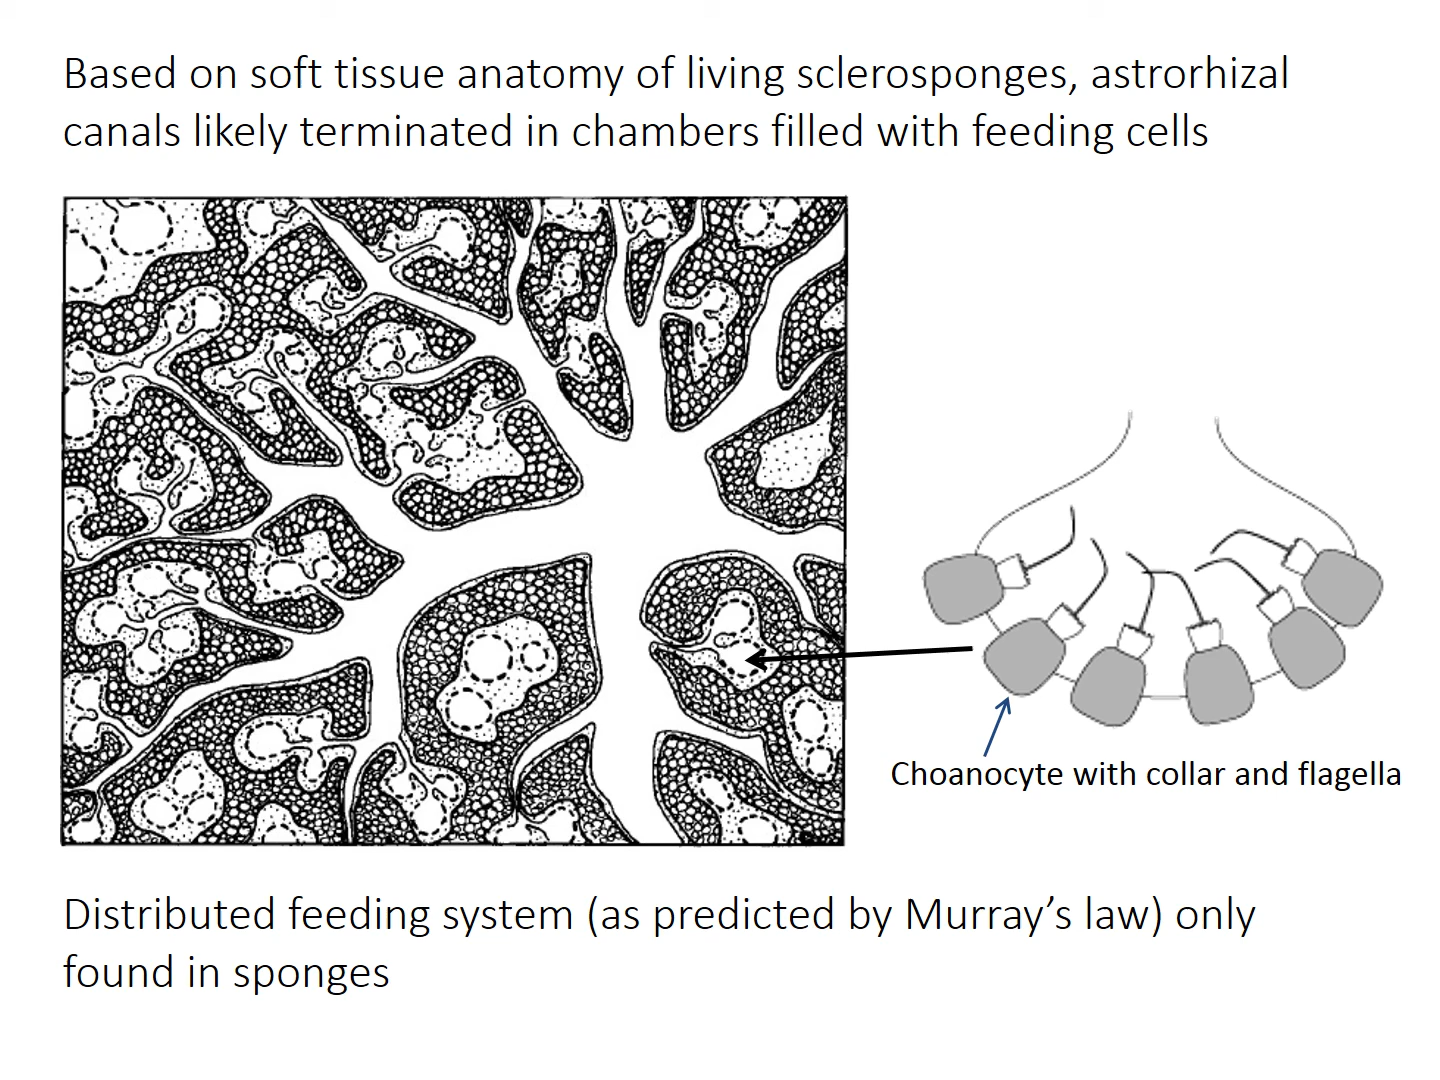 Based on soft tissue anatomy of living sclerosponges, astrorhizal
canals likely terminated in chambers filled with feeding cells
Choanocyte with collar and flagella
Distributed feeding system (as predicted by Murray’s law) only
found in sponges